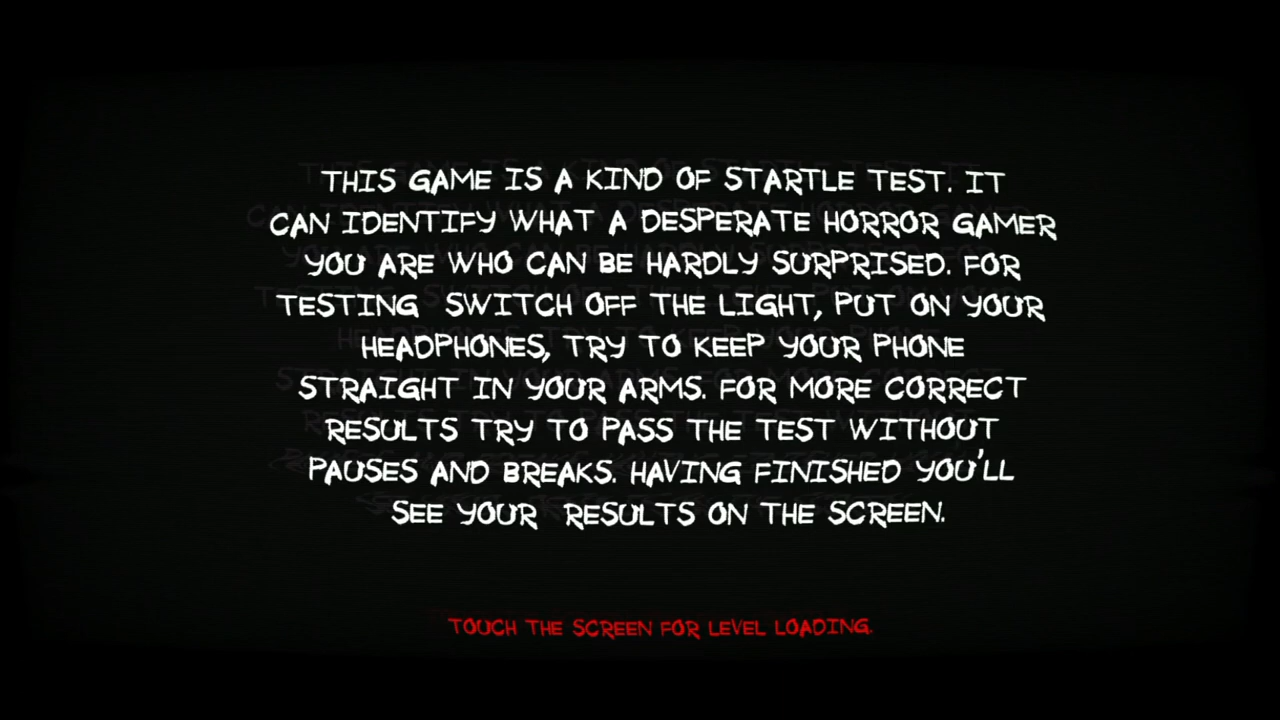 THIS GAME IS A KIND OF STARTLE TEST. IT
CAN IDENTIFY WHAT A DESPERATE HORROR GAMER
YOU ARE WHO CAN BE HARDLY SURPRISED. FOR
TESTING SWITCH OFF THE LIGHT, PUT ON YOUR
HEADPHONES, TRY TO KEEP YOUR PHONE
STRAIGHT IN YOUR ARMS. FOR MORE CORRECT
RESULTS TRY TO PASS THE TEST WITHOUT
PAUSES AND BREAKS. HAVING FINISHED YOU'LL
SEE YOUR RESULTS ON THE SCREEN.
TOUCH THE SCREEN FOR LEVEL LOADING.